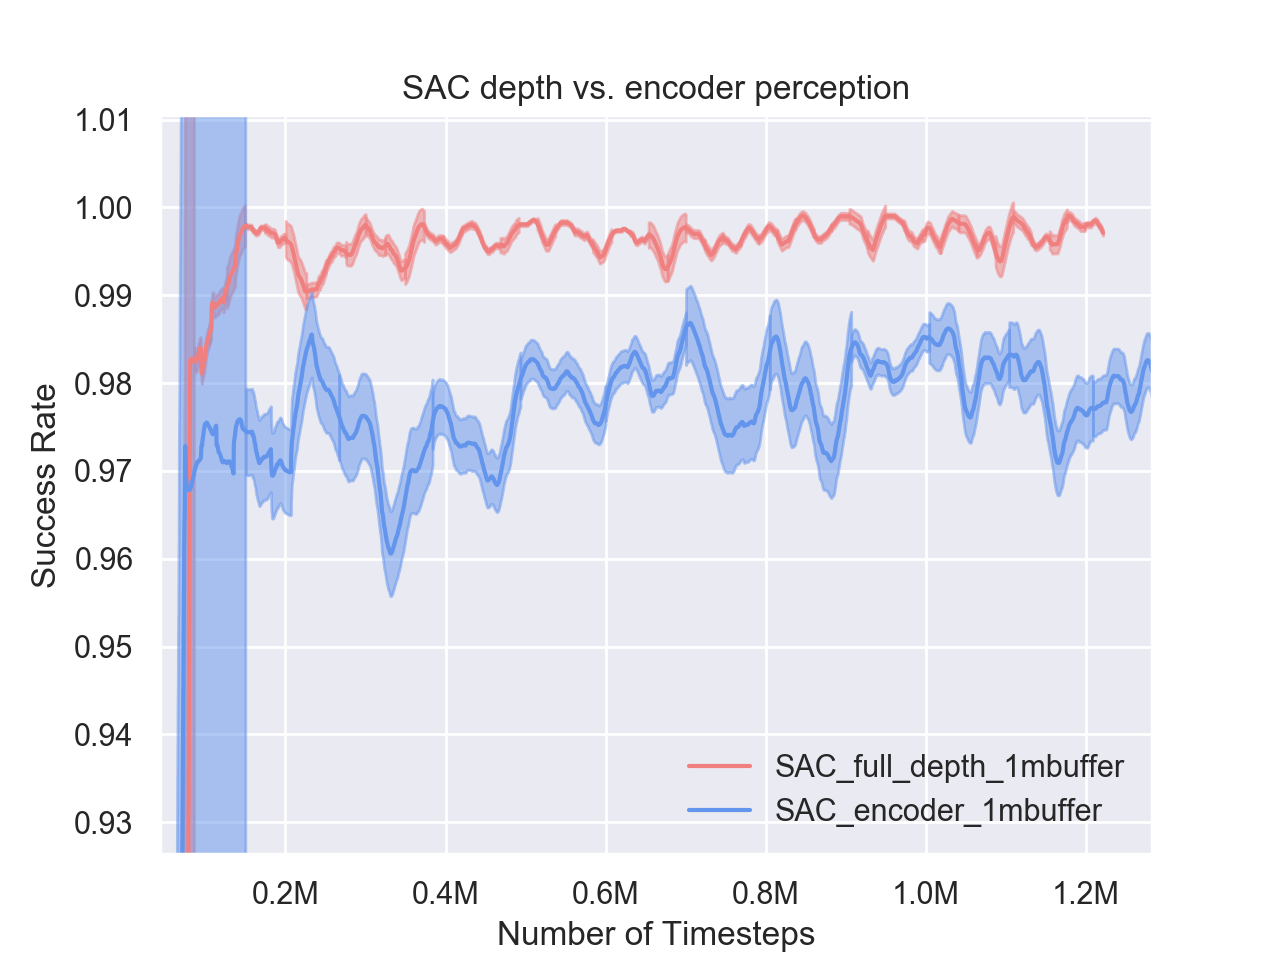 SAC depth vs. encoder perception
1.01
1.00
0.99
0.98
0.97
0.96
0.95
0.94
0.93
Success Rate
SAC_full_depth_1mbuffer
SAC_encoder_1mbuffer
0.2M 0.4M 0.6M 0.8M 1.0M 1.2M
Number of Timesteps